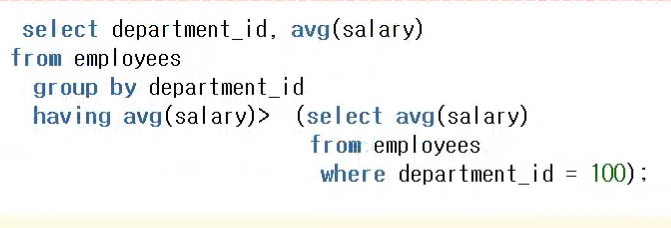 select department_id, avg(salary)
from employees
group by department_id
having avg(salary)> (select avg(salary)
from employees
where department_id = 100);